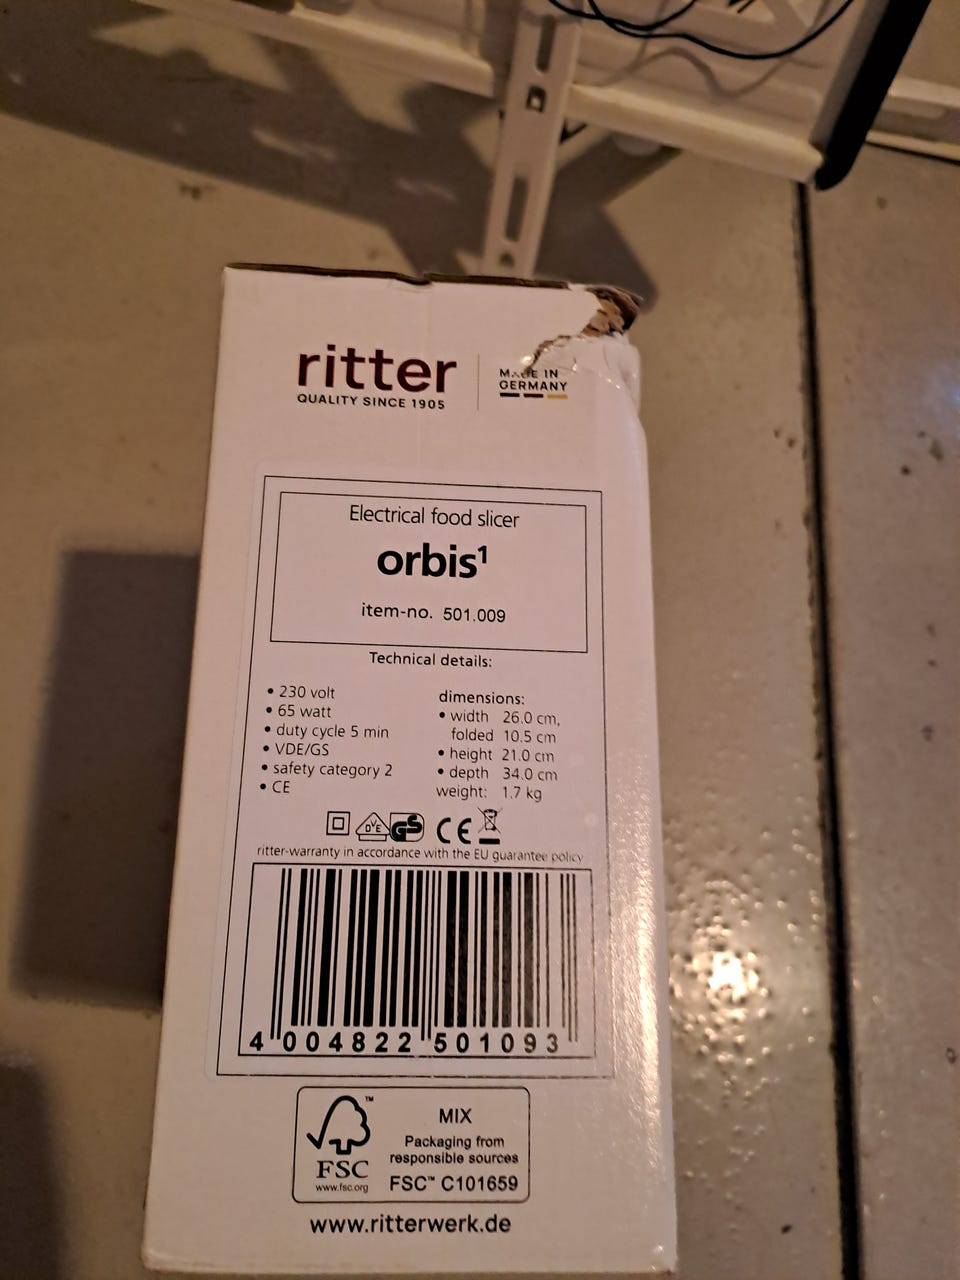 ritter
QUALITY SINCE 1905
MADE IN
GERMANY
Electrical food slicer
orbis¹
item-no. 501.009
Technical details:
• 230 volt
• 65 watt
• duty cycle 5 min
• VDE/GS
• safety category 2
• CE
dimensions:
• width 26.0 cm,
folded 10.5 cm
• height 21.0 cm
• depth 34.0 cm
weight: 1.7 kg
DVE GS CE
ritter-warranty in accordance with the EU guarantee policy
4 004822 501093
FSC™
www.fsc.org
MIX
Packaging from
responsible sources
FSC™ C101659
www.ritterwerk.de